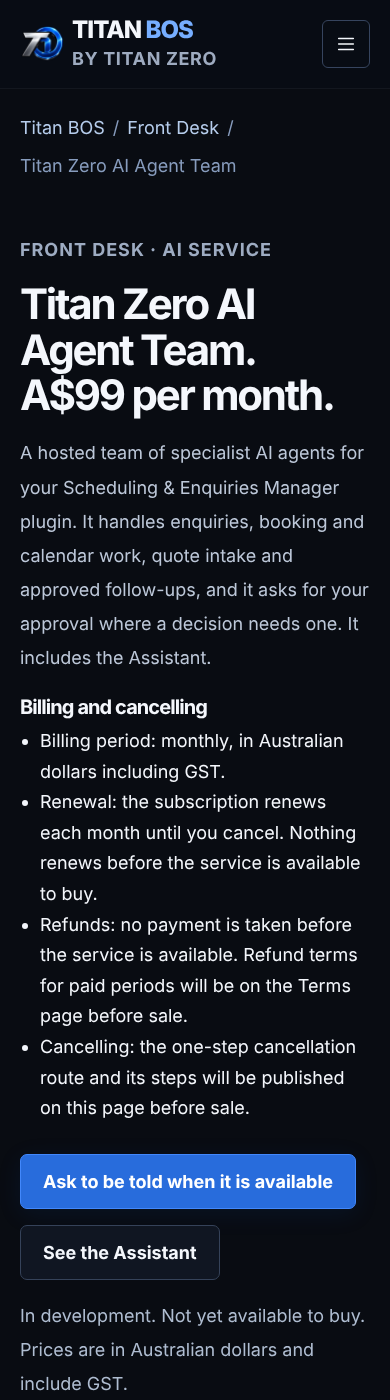 TITAN BOS
BY TITAN ZERO
Titan BOS / Front Desk /
Titan Zero AI Agent Team
FRONT DESK · AI SERVICE
Titan Zero AI
Agent Team.
A$99 per month.
A hosted team of specialist AI agents for
your Scheduling & Enquiries Manager
plugin. It handles enquiries, booking and
calendar work, quote intake and
approved follow-ups, and it asks for your
approval where a decision needs one. It
includes the Assistant.
Billing and cancelling
• Billing period: monthly, in Australian
dollars including GST.
• Renewal: the subscription renews
each month until you cancel. Nothing
renews before the service is available
to buy.
• Refunds: no payment is taken before
the service is available. Refund terms
for paid periods will be on the Terms
page before sale.
• Cancelling: the one-step cancellation
route and its steps will be published
on this page before sale.
Ask to be told when it is available
See the Assistant
In development. Not yet available to buy.
Prices are in Australian dollars and
include GST.